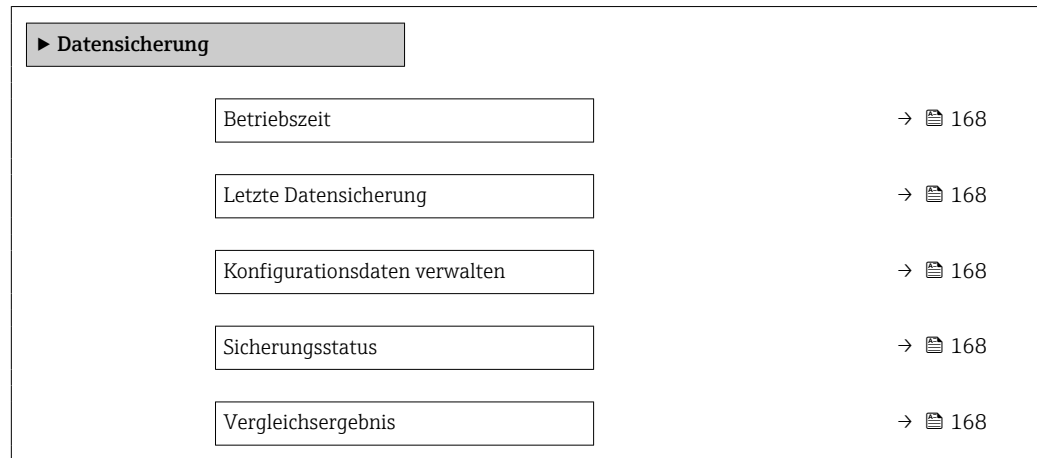 ▶ Datensicherung
Betriebszeit → 168
Letzte Datensicherung → 168
Konfigurationsdaten verwalten → 168
Sicherungsstatus → 168
Vergleichsergebnis → 168